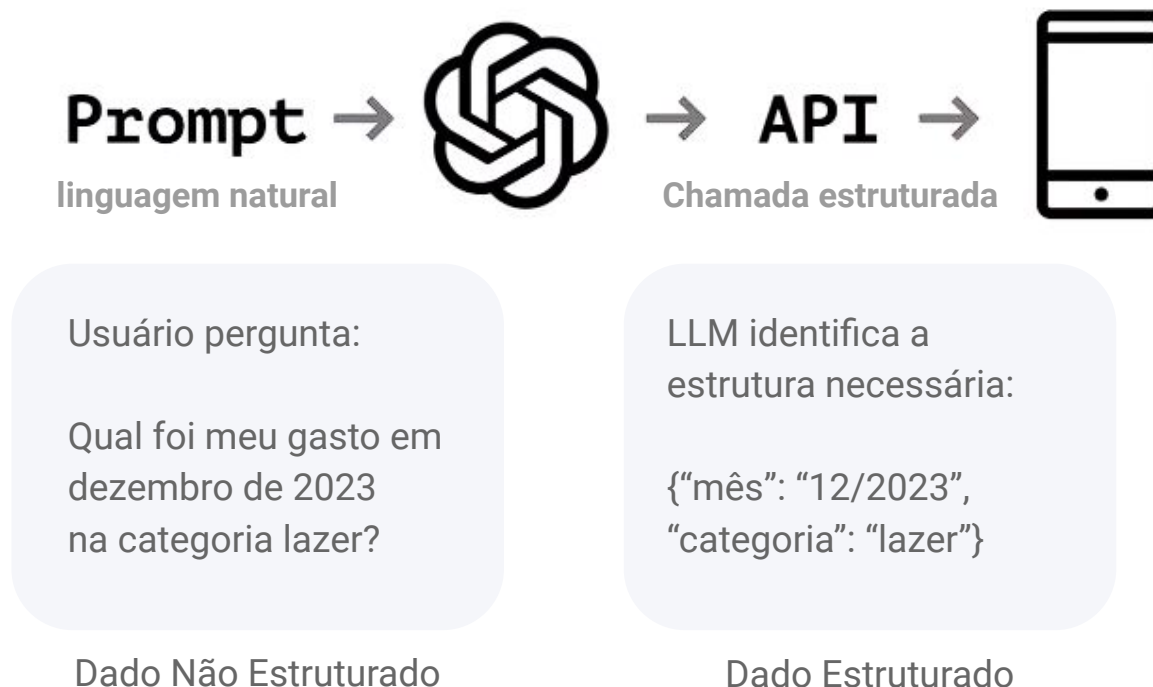 Prompt → → API →
linguagem natural
Chamada estruturada
Usuário pergunta:
Qual foi meu gasto em
dezembro de 2023
na categoria lazer?
LLM identifica a
estrutura necessária:
{“mês”: “12/2023”,
“categoria”: “lazer”}
Dado Não Estruturado
Dado Estruturado